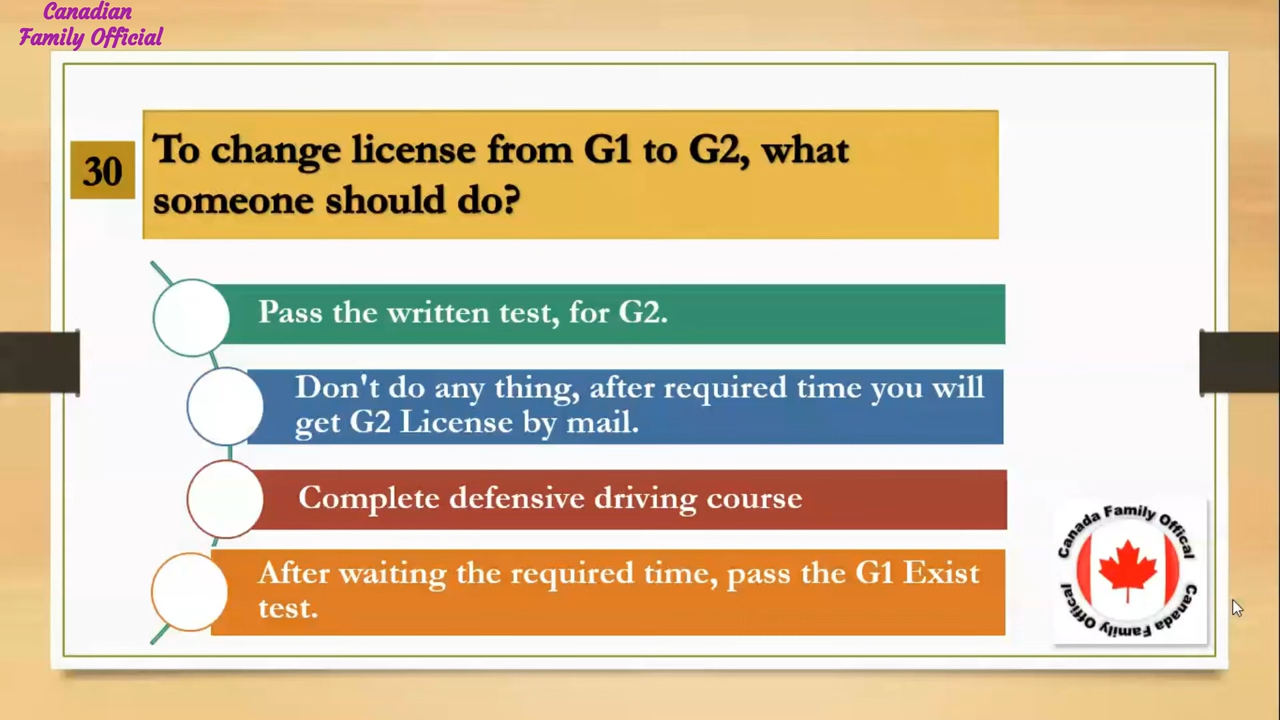 Canadian
Family Official
30
To change license from G1 to G2, what
someone should do?
Pass the written test, for G2.
Don't do any thing, after required time you will
get G2 License by mail.
Complete defensive driving course
After waiting the required time, pass the G1 Exist
test.
Canada Family Offical
Canada Family Offical